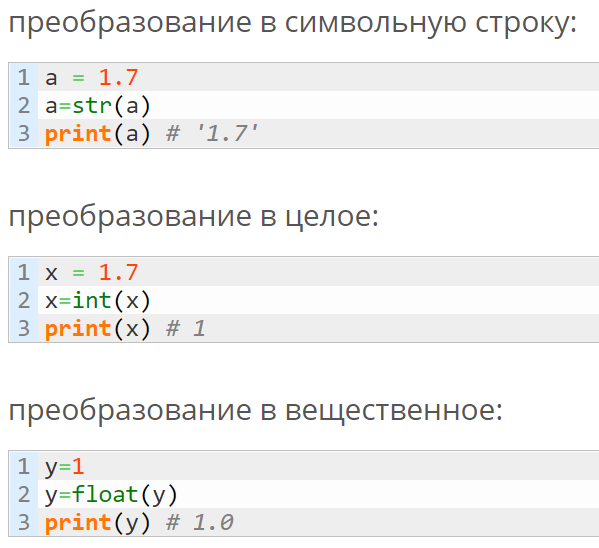 преобразование в символьную строку:
1 a = 1.7
2 a=str(a)
3 print(a) # '1.7'
преобразование в целое:
1 x = 1.7
2 x=int(x)
3 print(x) # 1
преобразование в вещественное:
1 y=1
2 y=float(y)
3 print(y) # 1.0